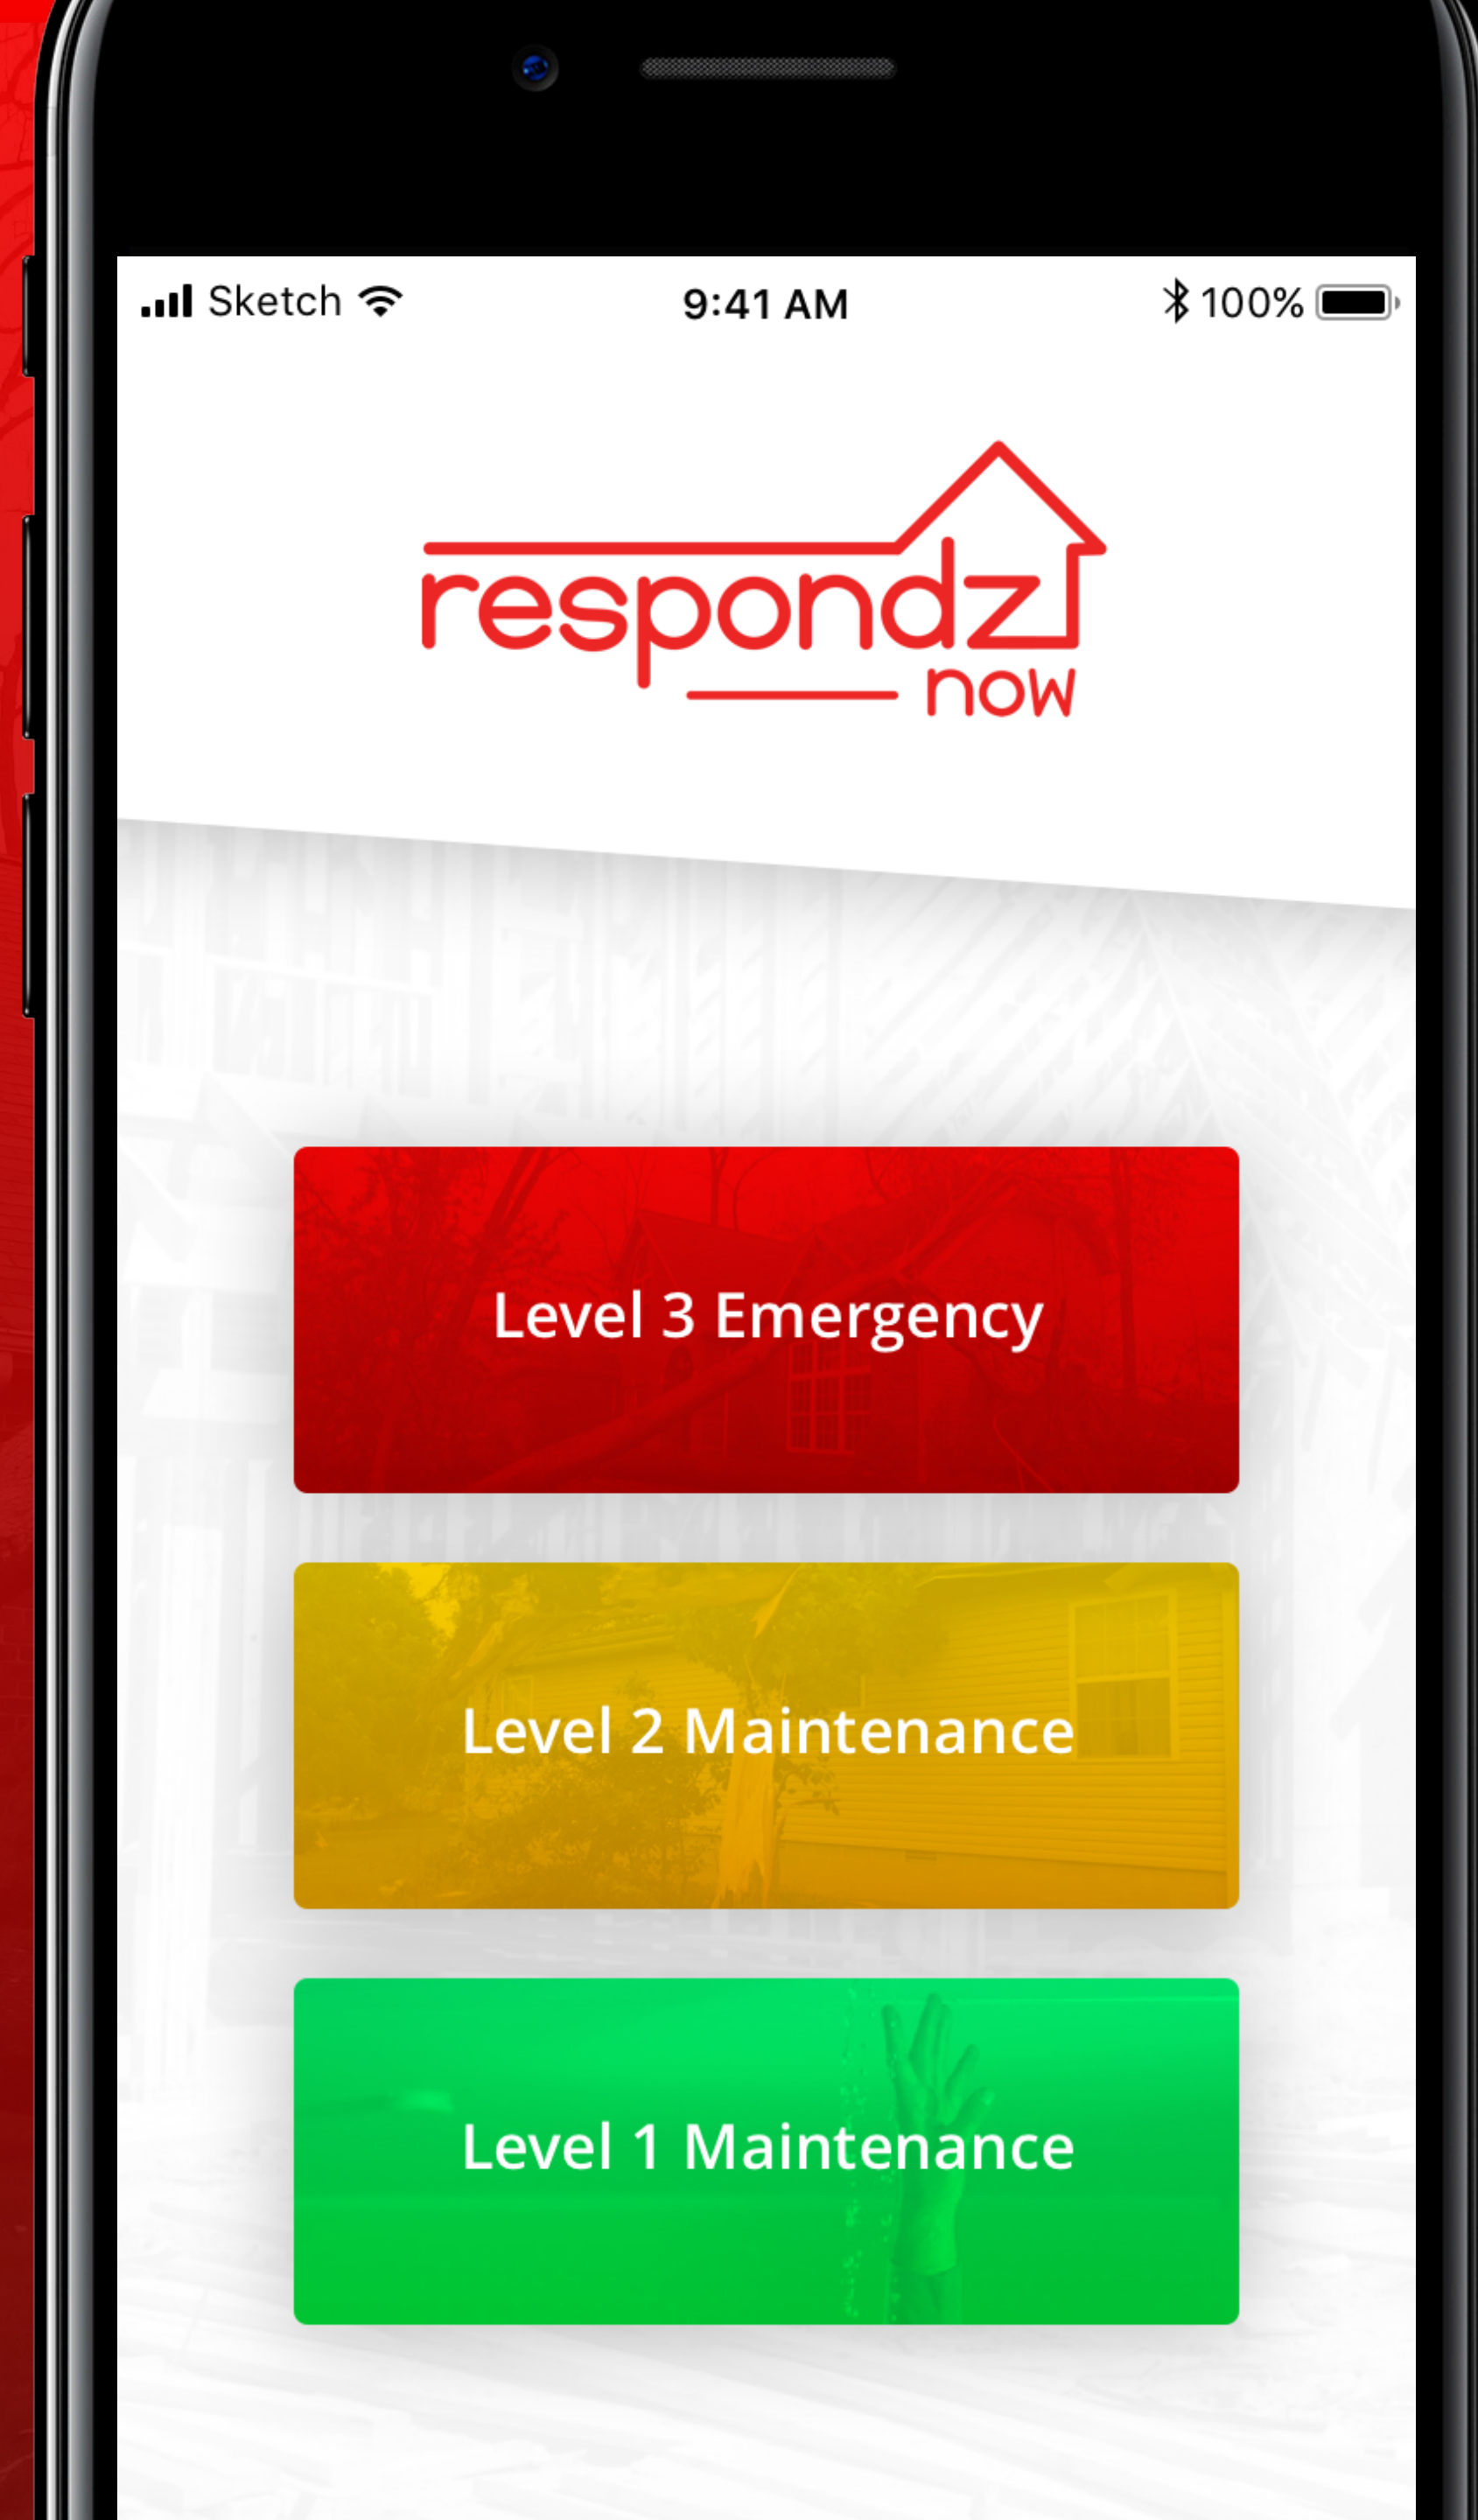 Sketch 9:41 AM 100%
respondz
now
Level 3 Emergency
Level 2 Maintenance
Level 1 Maintenance